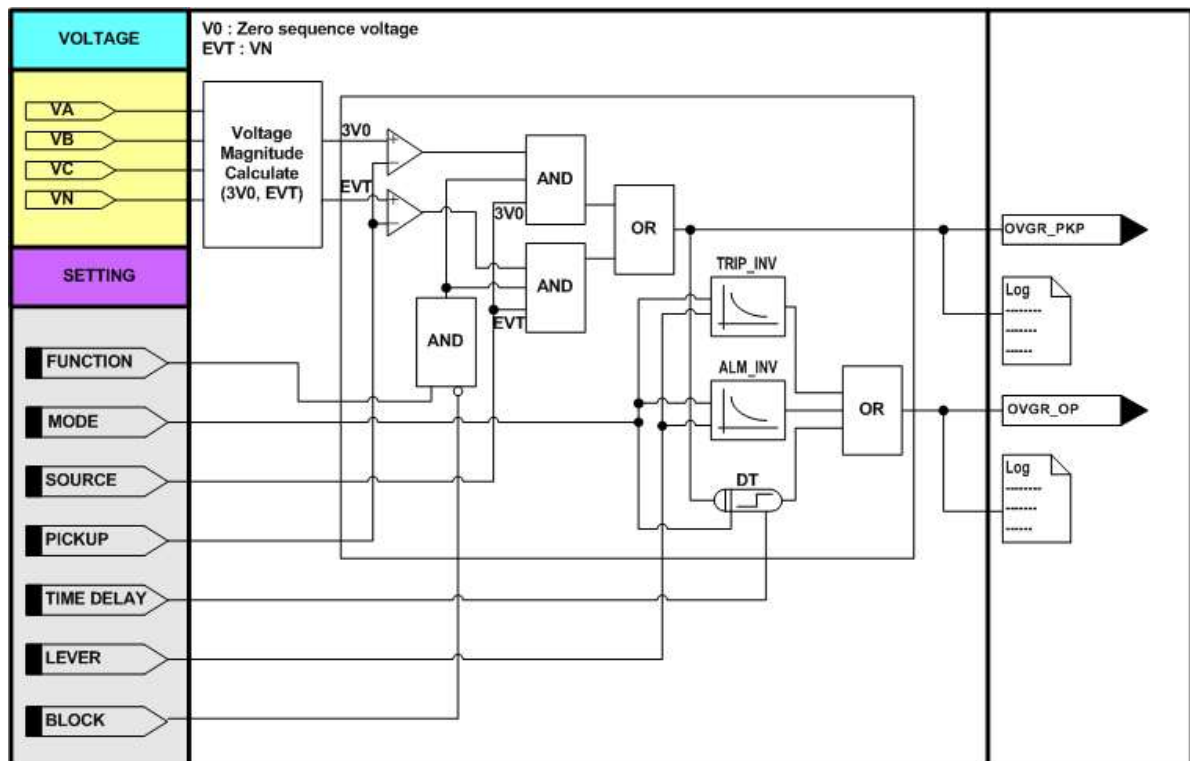 VOLTAGE
V0 : Zero sequence voltage
EVT : VN
VA
VB
VC
VN
Voltage
Magnitude
Calculate
(3V0, EVT)
3V0
EVT
+
−
+
−
AND
3V0
OR
AND
EVT
AND
SETTING
FUNCTION
MODE
SOURCE
PICKUP
TIME DELAY
LEVER
BLOCK
TRIP_INV
ALM_INV
DT
OR
OVGR_PKP
Log
OVGR_OP
Log